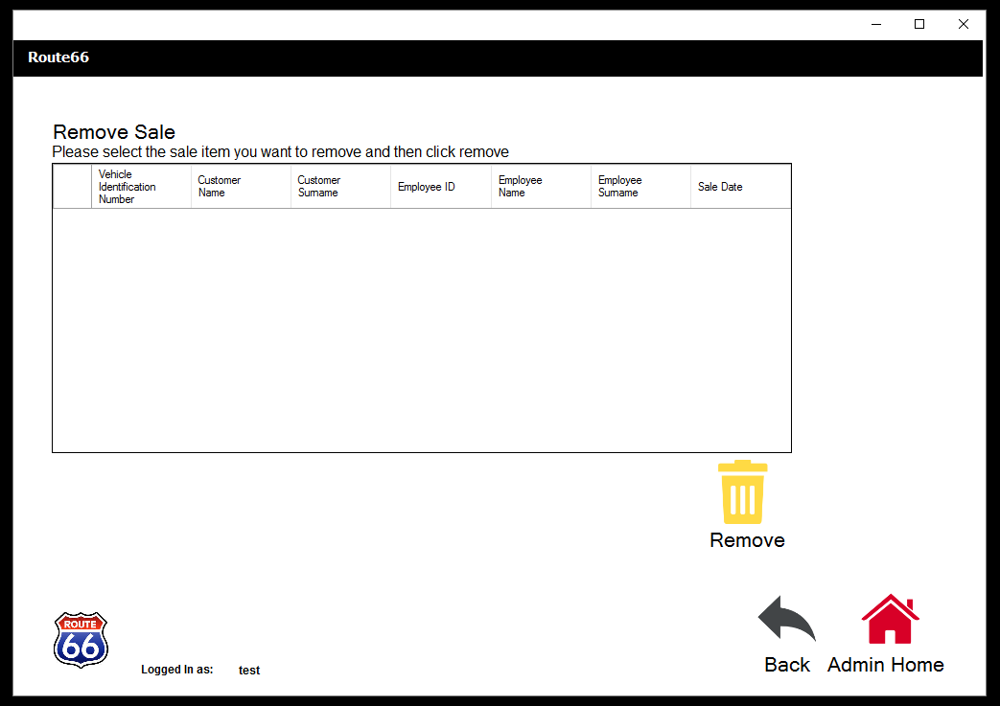 Route66
Remove Sale
Please select the sale item you want to remove and then click remove
Vehicle
Identification
Number
Customer
Name
Customer
Surname
Employee ID
Employee
Name
Employee
Surname
Sale Date
Remove
ROUTE
66
Logged In as: test
Back
Admin Home